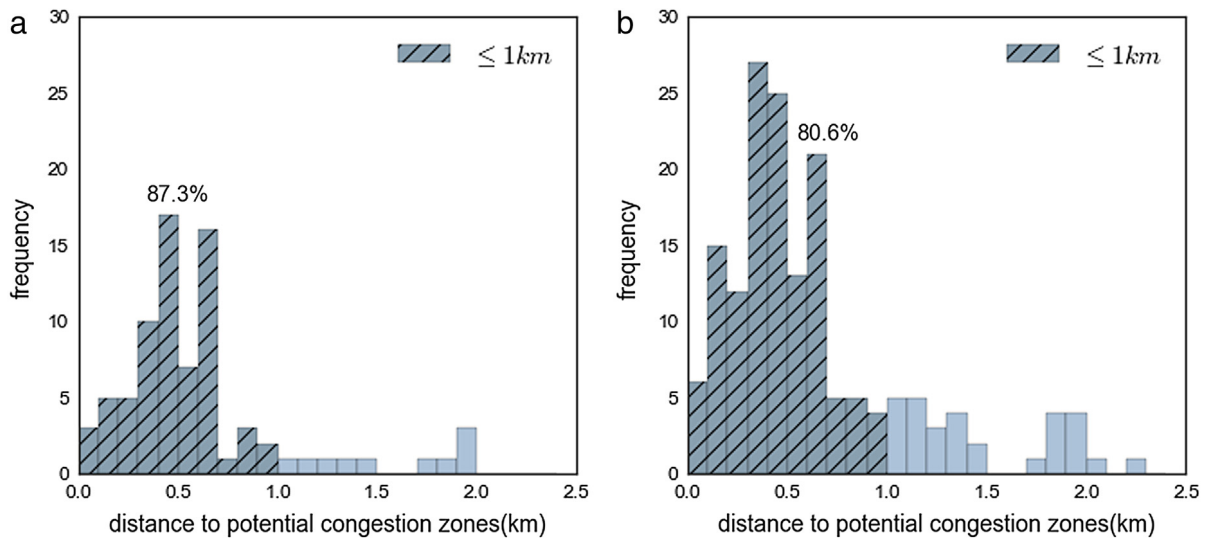 a
30
25
20
15
10
5
0
frequency
≤ 1km
87.3%
0.0 0.5 1.0 1.5 2.0 2.5
distance to potential congestion zones(km)
b
30
25
20
15
10
5
0
frequency
≤ 1km
80.6%
0.0 0.5 1.0 1.5 2.0 2.5
distance to potential congestion zones(km)